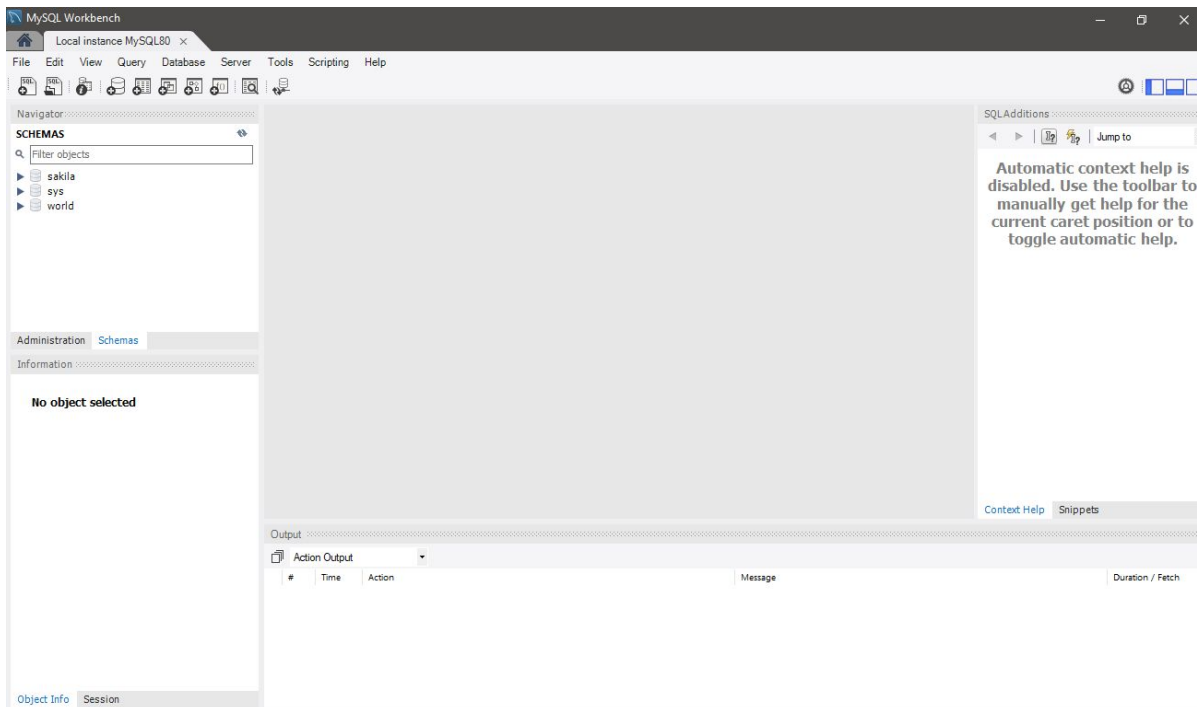 MySQL Workbench
Local instance MySQL80
File Edit View Query Database Server Tools Scripting Help
Navigator
SCHEMAS
Filter objects
sakila
sys
world
Administration Schemas
Information
No object selected
Object Info Session
SQLAdditions
Jump to
Automatic context help is
disabled. Use the toolbar to
manually get help for the
current caret position or to
toggle automatic help.
Context Help Snippets
Output
Action Output
# Time Action Message Duration / Fetch